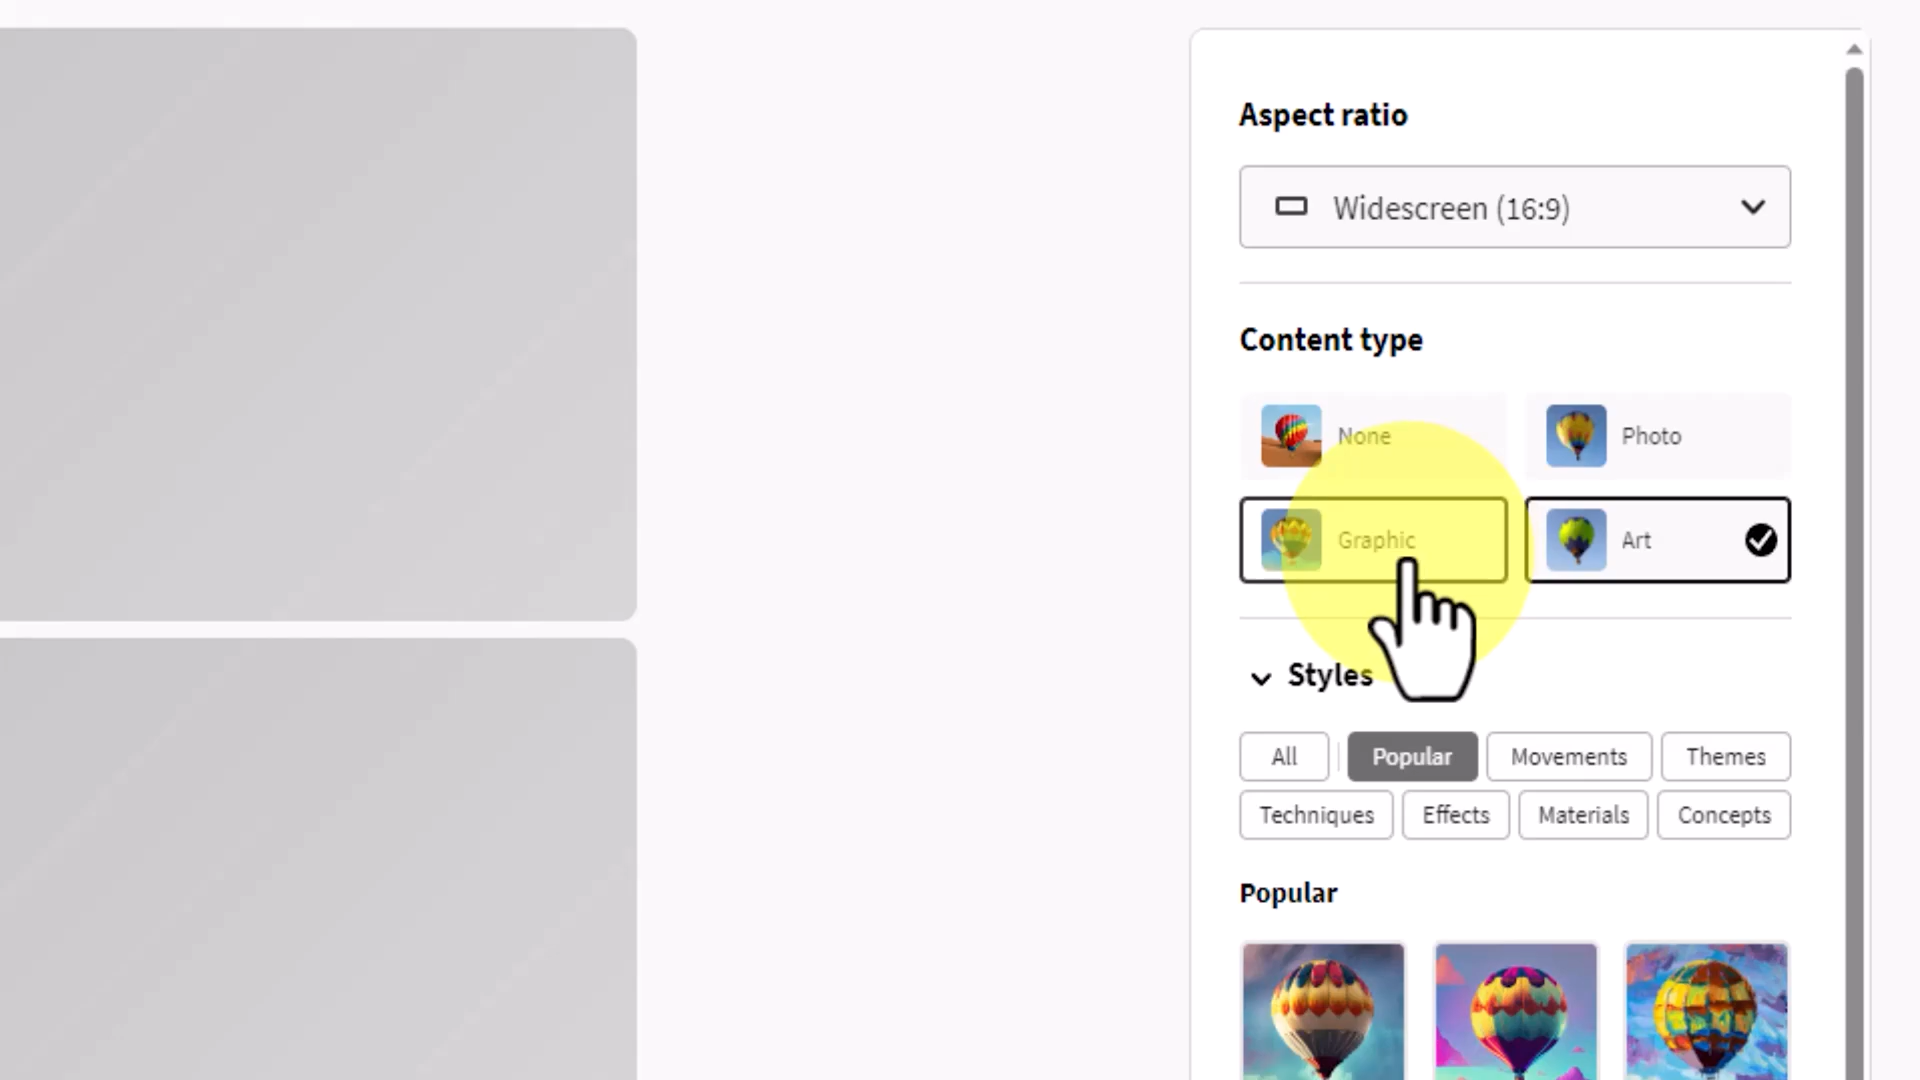 Aspect ratio
Widescreen (16:9)
Content type
None
Photo
Graphic
Art
Styles
All
Popular
Movements
Themes
Techniques
Effects
Materials
Concepts
Popular